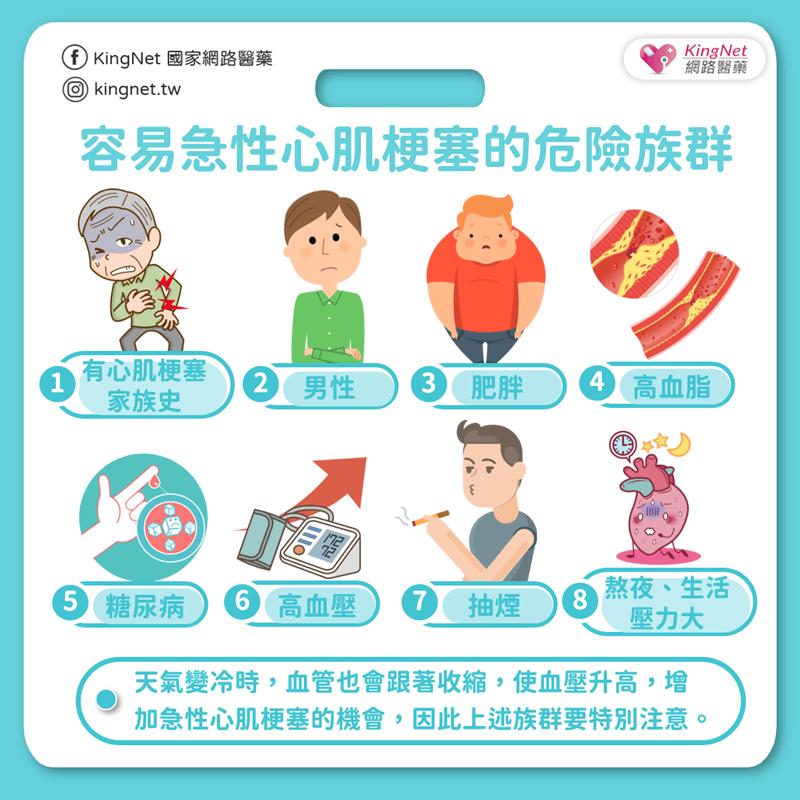 KingNet 國家網路醫藥
kingnet.tw
KingNet
網路醫藥
容易急性心肌梗塞的危險族群
1 有心肌梗塞
家族史
2 男性
3 肥胖
4 高血脂
172
72
5 糖尿病
6 高血壓
7 抽煙
8 熬夜、生活
壓力大
天氣變冷時，血管也會跟著收縮，使血壓升高，增
加急性心肌梗塞的機會，因此上述族群要特別注意。